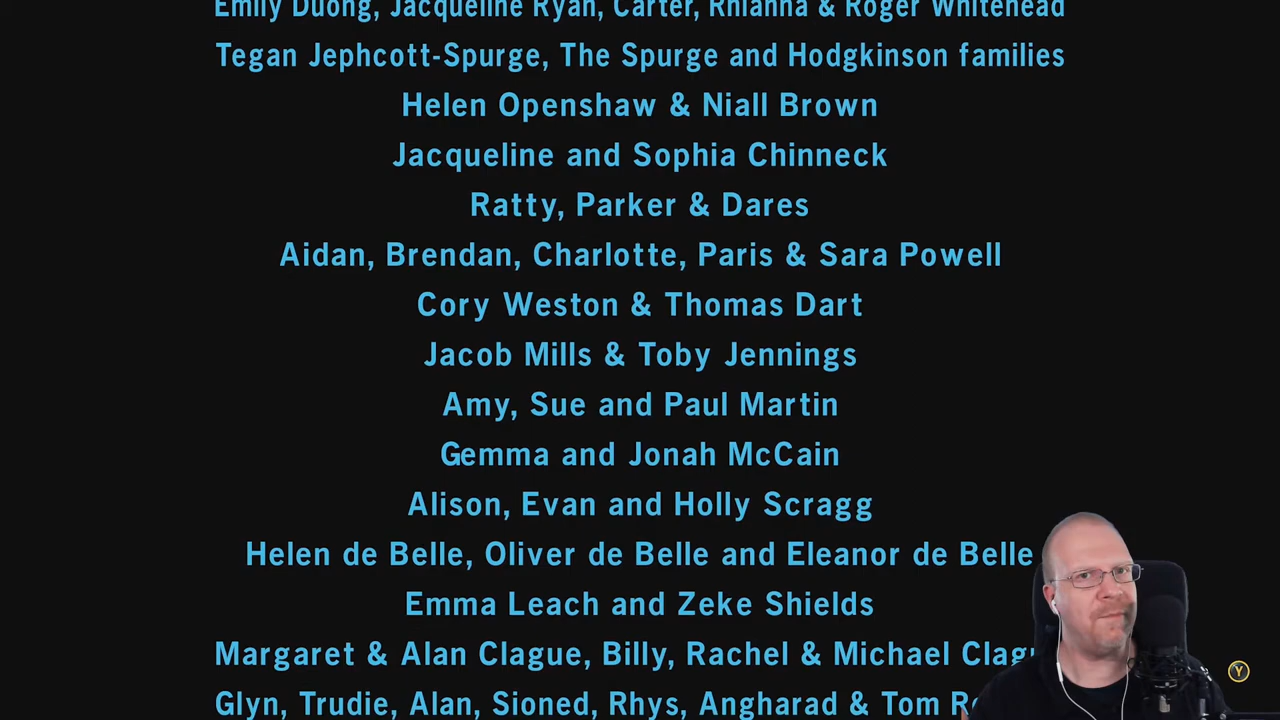 Emily Duong, Jacqueline Ryan, Carter, Rhianna & Roger Whitehead
Tegan Jephcott-Spurge, The Spurge and Hodgkinson families
Helen Openshaw & Niall Brown
Jacqueline and Sophia Chinneck
Ratty, Parker & Dares
Aidan, Brendan, Charlotte, Paris & Sara Powell
Cory Weston & Thomas Dart
Jacob Mills & Toby Jennings
Amy, Sue and Paul Martin
Gemma and Jonah McCain
Alison, Evan and Holly Scragg
Helen de Belle, Oliver de Belle and Eleanor de Belle
Emma Leach and Zeke Shields
Margaret & Alan Clague, Billy, Rachel & Michael
Glyn, Trudie, Alan, Sioned, Rhys, Angharad & Tom
Y